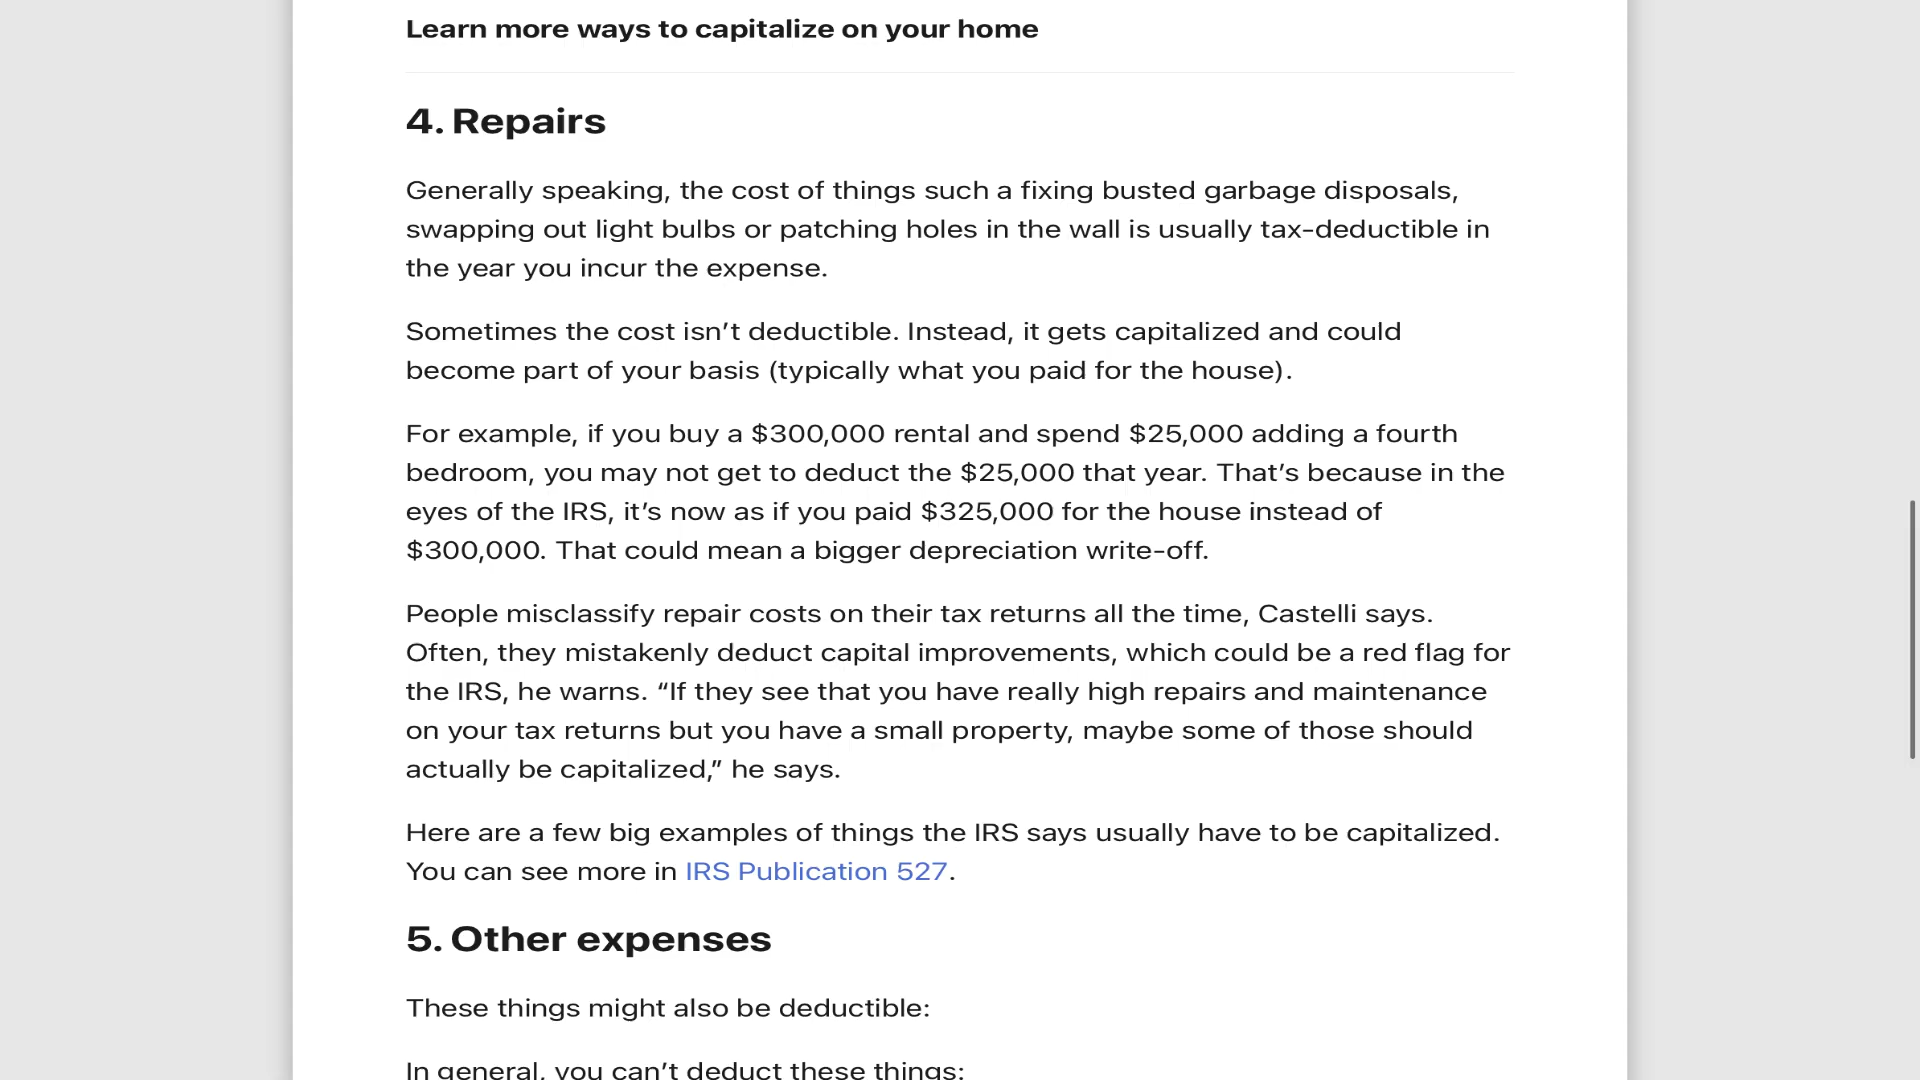 Learn more ways to capitalize on your home
4. Repairs
Generally speaking, the cost of things such a fixing busted garbage disposals,
swapping out light bulbs or patching holes in the wall is usually tax-deductible in
the year you incur the expense.
Sometimes the cost isn’t deductible. Instead, it gets capitalized and could
become part of your basis (typically what you paid for the house).
For example, if you buy a $300,000 rental and spend $25,000 adding a fourth
bedroom, you may not get to deduct the $25,000 that year. That’s because in the
eyes of the IRS, it’s now as if you paid $325,000 for the house instead of
$300,000. That could mean a bigger depreciation write-off.
People misclassify repair costs on their tax returns all the time, Castelli says.
Often, they mistakenly deduct capital improvements, which could be a red flag for
the IRS, he warns. “If they see that you have really high repairs and maintenance
on your tax returns but you have a small property, maybe some of those should
actually be capitalized,” he says.
Here are a few big examples of things the IRS says usually have to be capitalized.
You can see more in IRS Publication 527.
5. Other expenses
These things might also be deductible:
In general, you can’t deduct these things: